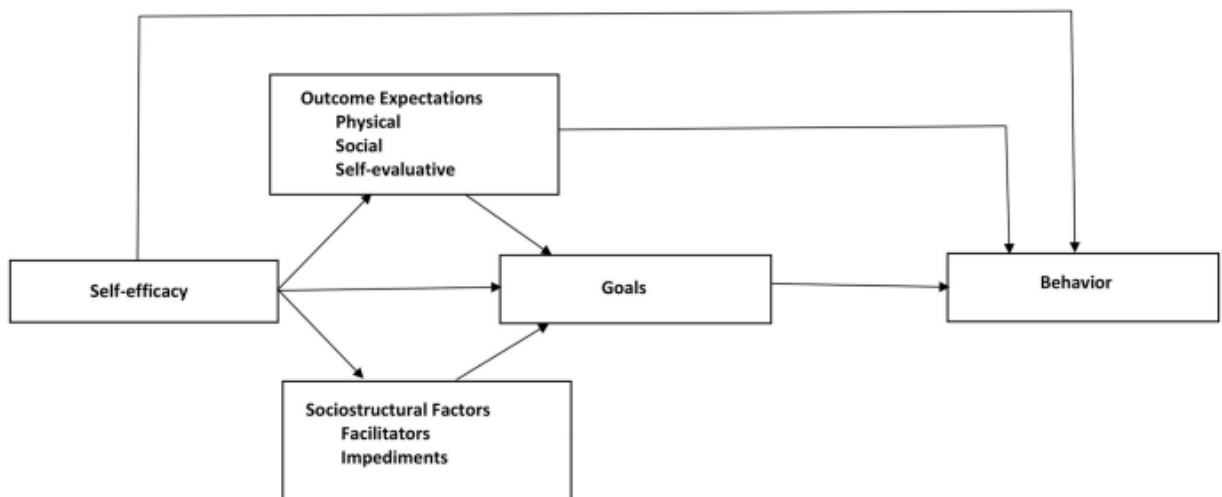 Outcome Expectations
Physical
Social
Self-evaluative
Self-efficacy
Goals
Behavior
Sociostructural Factors
Facilitators
Impediments